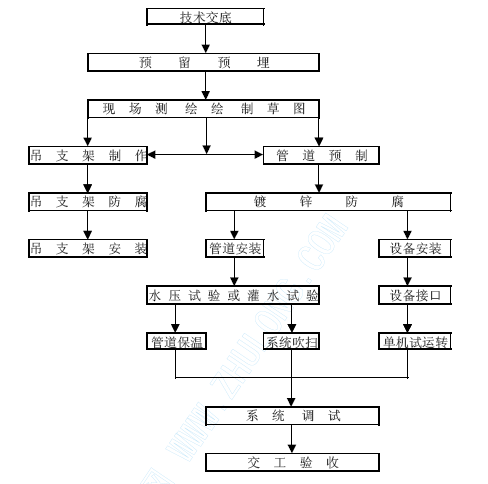 技术交底
预留预埋
现场测绘绘制草图
吊支架制作 管道预制
吊支架防腐 镀锌防腐
吊支架安装 管道安装 设备安装
水压试验或灌水试验 设备接口
管道保温 系统吹扫 单机试运转
系统调试
交工验收